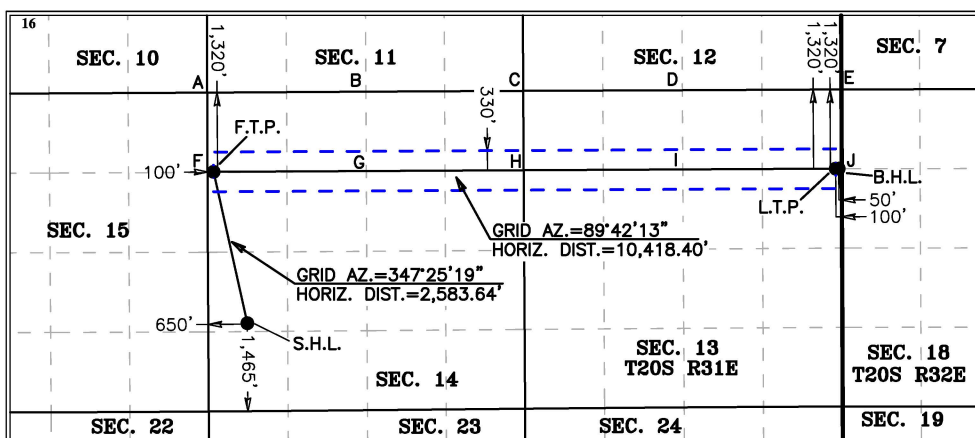 16
SEC. 10
1,320'
SEC. 11
SEC. 12
1,320'
1,320'
SEC. 7
A
B
C
D
E
330'
F.T.P.
F
G
H
I
J
100'
B.H.L.
L.T.P.
50'
100'
SEC. 15
GRID AZ.=89°42'13"
HORIZ. DIST.=10,418.40'
GRID AZ.=347°25'19"
HORIZ. DIST.=2,583.64'
650'
S.H.L.
1,465'
SEC. 13
T20S R31E
SEC. 18
T20S R32E
SEC. 14
SEC. 22
SEC. 23
SEC. 24
SEC. 19